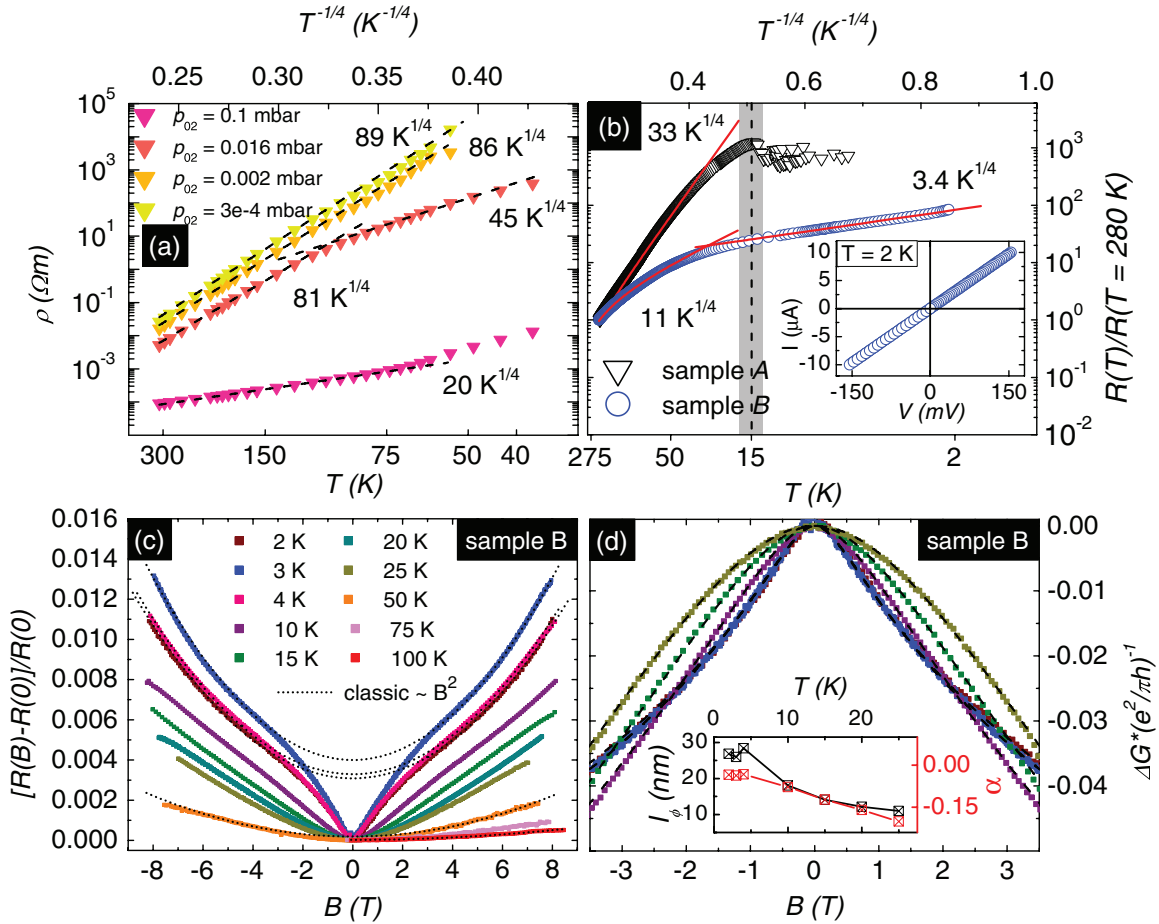 T^{-1/4} (K^{-1/4})
0.25 0.30 0.35 0.40
10^5
10^3
10^1
10^{-1}
10^{-3}
ρ (Ωm)
p_{02} = 0.1 mbar
p_{02} = 0.016 mbar
p_{02} = 0.002 mbar
p_{02} = 3e-4 mbar
(a)
89 K^{1/4}
86 K^{1/4}
45 K^{1/4}
81 K^{1/4}
20 K^{1/4}
300 150 75 50
T (K)
T^{-1/4} (K^{-1/4})
0.4 0.6 0.8 1.0
(b)
33 K^{1/4}
3.4 K^{1/4}
11 K^{1/4}
sample A
sample B
T = 2 K
10
5
0
-5
-10
I (µA)
-150 0 150
V (mV)
10^3
10^2
10^1
10^0
10^{-1}
10^{-2}
R(T)/R(T = 280 K)
275 50 15 2
T (K)
0.016
0.014
0.012
0.010
0.008
0.006
0.004
0.002
0.000
[R(B)-R(0)]/R(0)
(c)
sample B
2 K 20 K
3 K 25 K
4 K 50 K
10 K 75 K
15 K 100 K
classic ~ B^2
-8 -6 -4 -2 0 2 4 6 8
B (T)
(d)
sample B
0.00
-0.01
-0.02
-0.03
-0.04
ΔG*(e^2/πh)^{-1}
T (K)
0 10 20
30
20
10
l_ϕ (nm)
0.00
-0.15
α
-3 -2 -1 0 1 2 3
B (T)